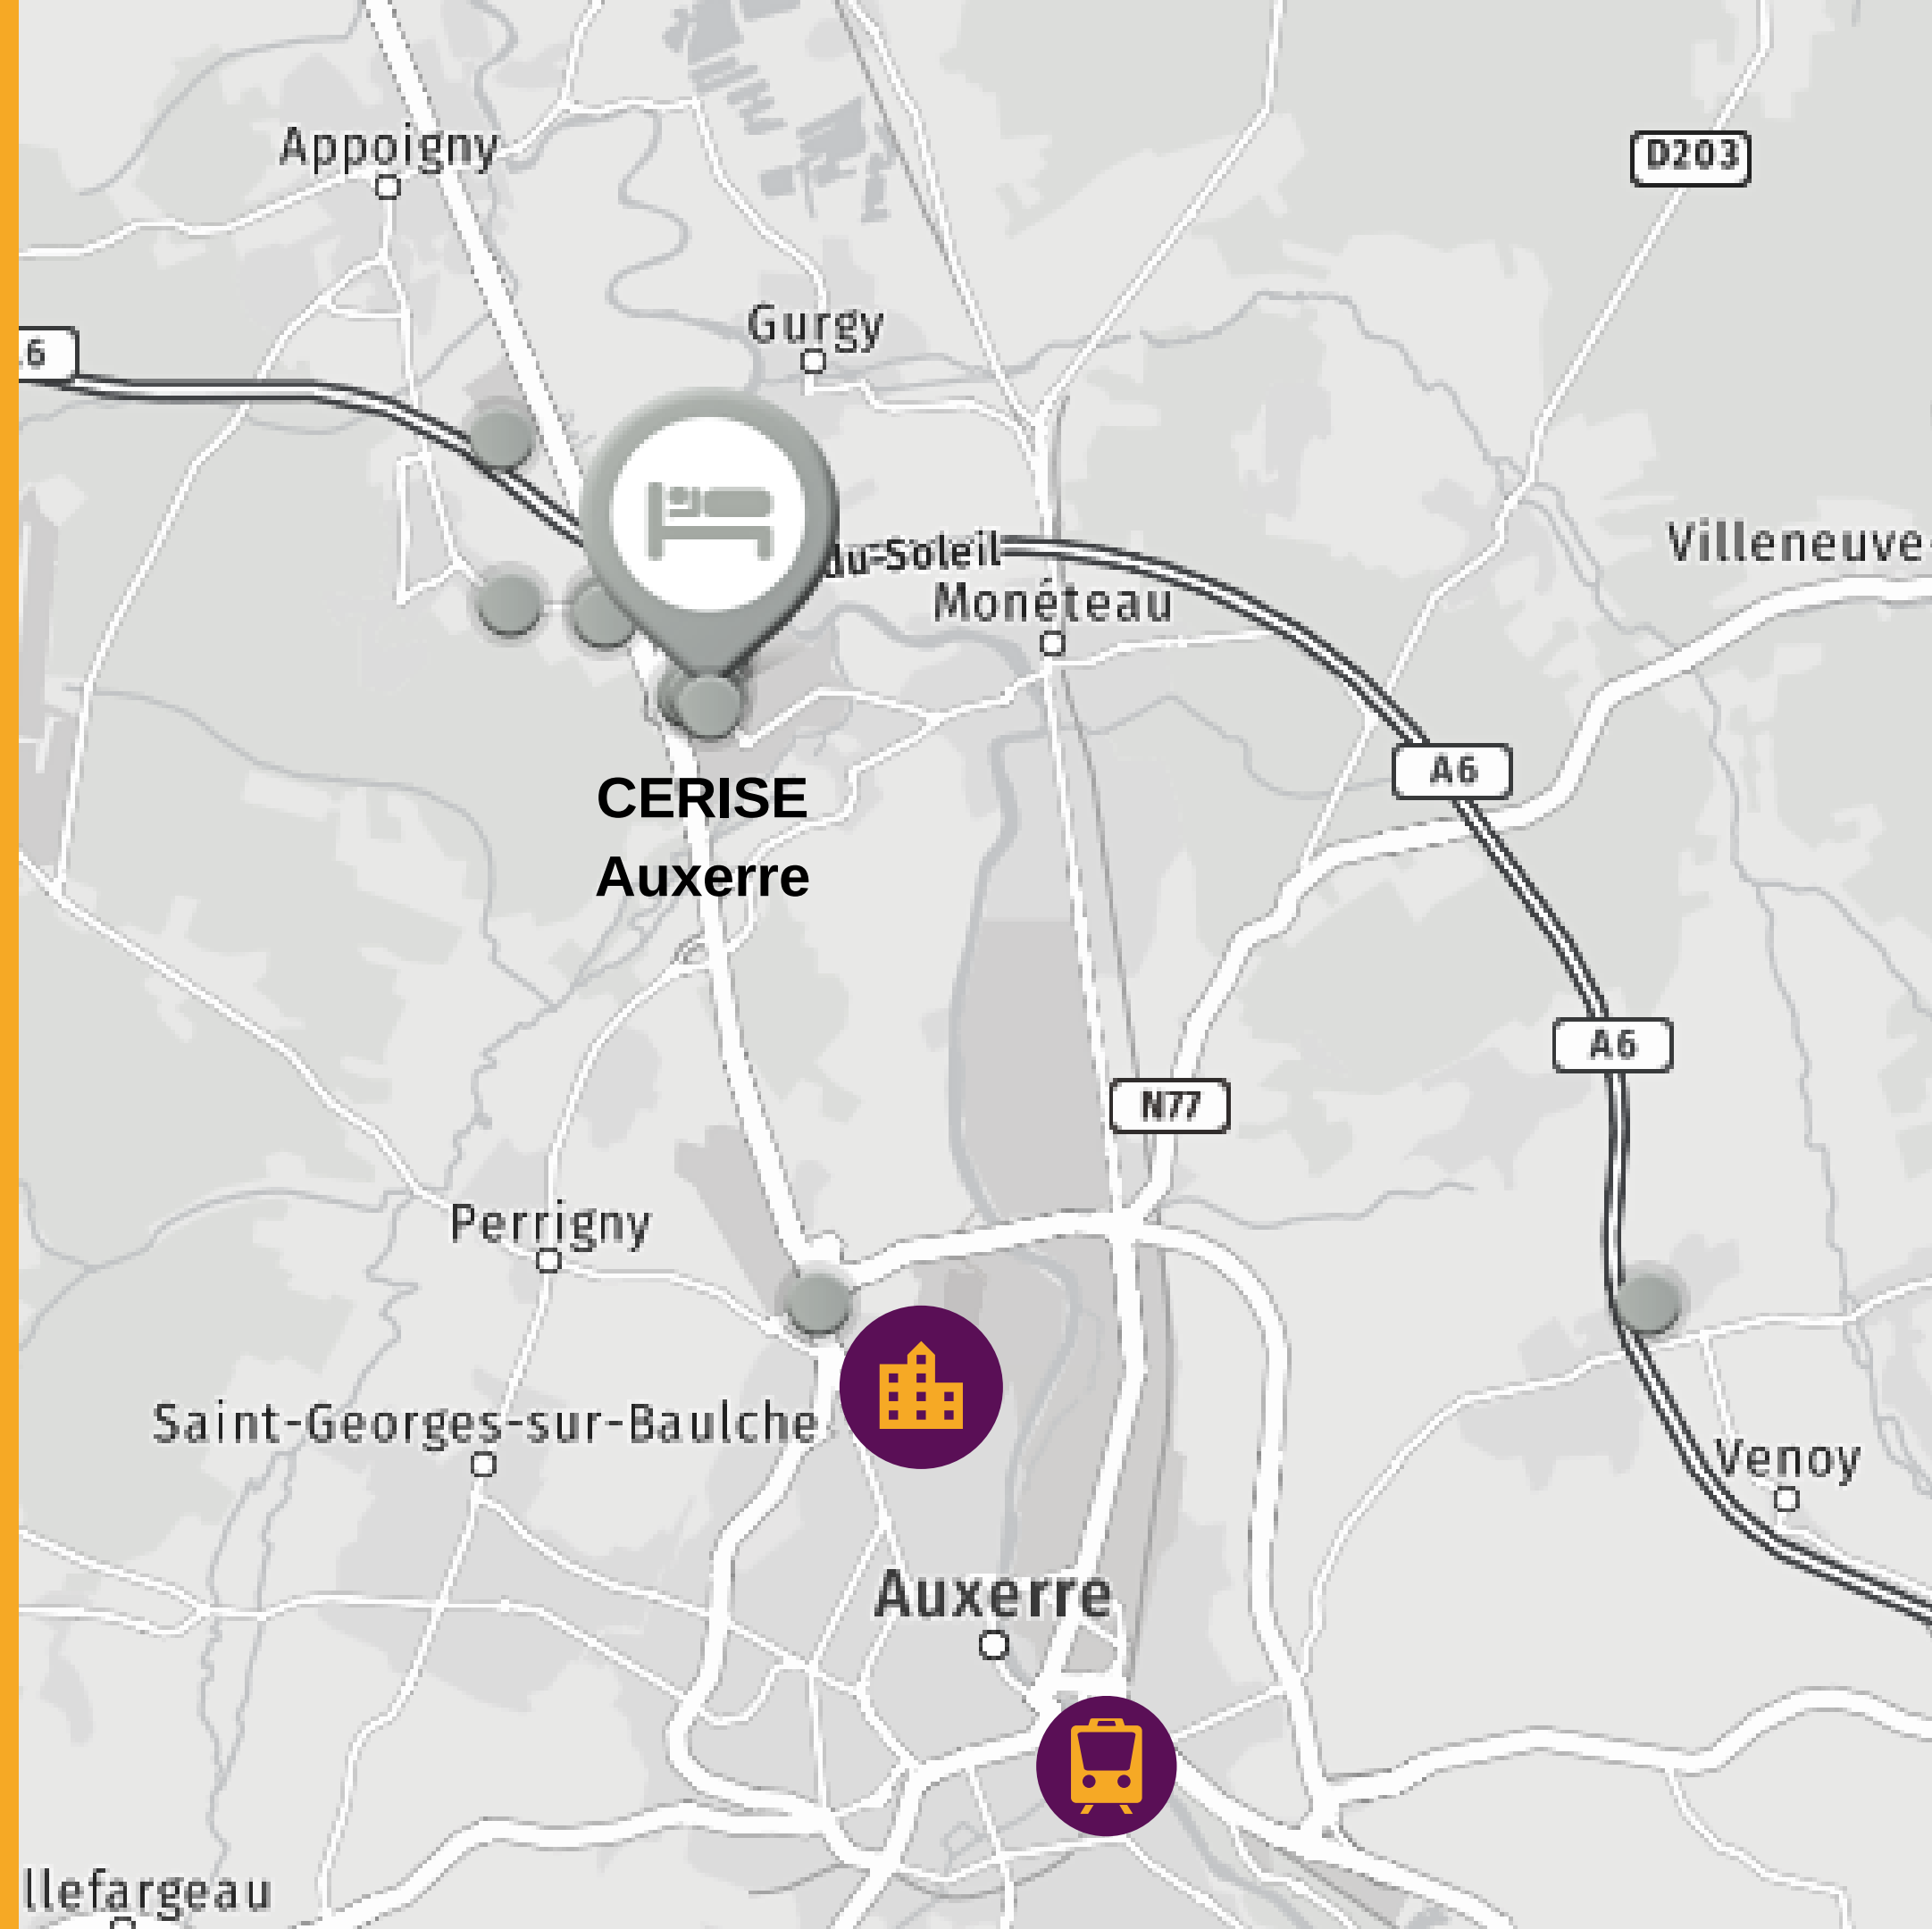 Appoigny
D203
Gurgy
.6
du-Soleil
Villeneuve-
Monéteau
A6
CERISE
Auxerre
A6
N77
Perrigny
Saint-Georges-sur-Baulche
Venoy
Auxerre
llefargeau